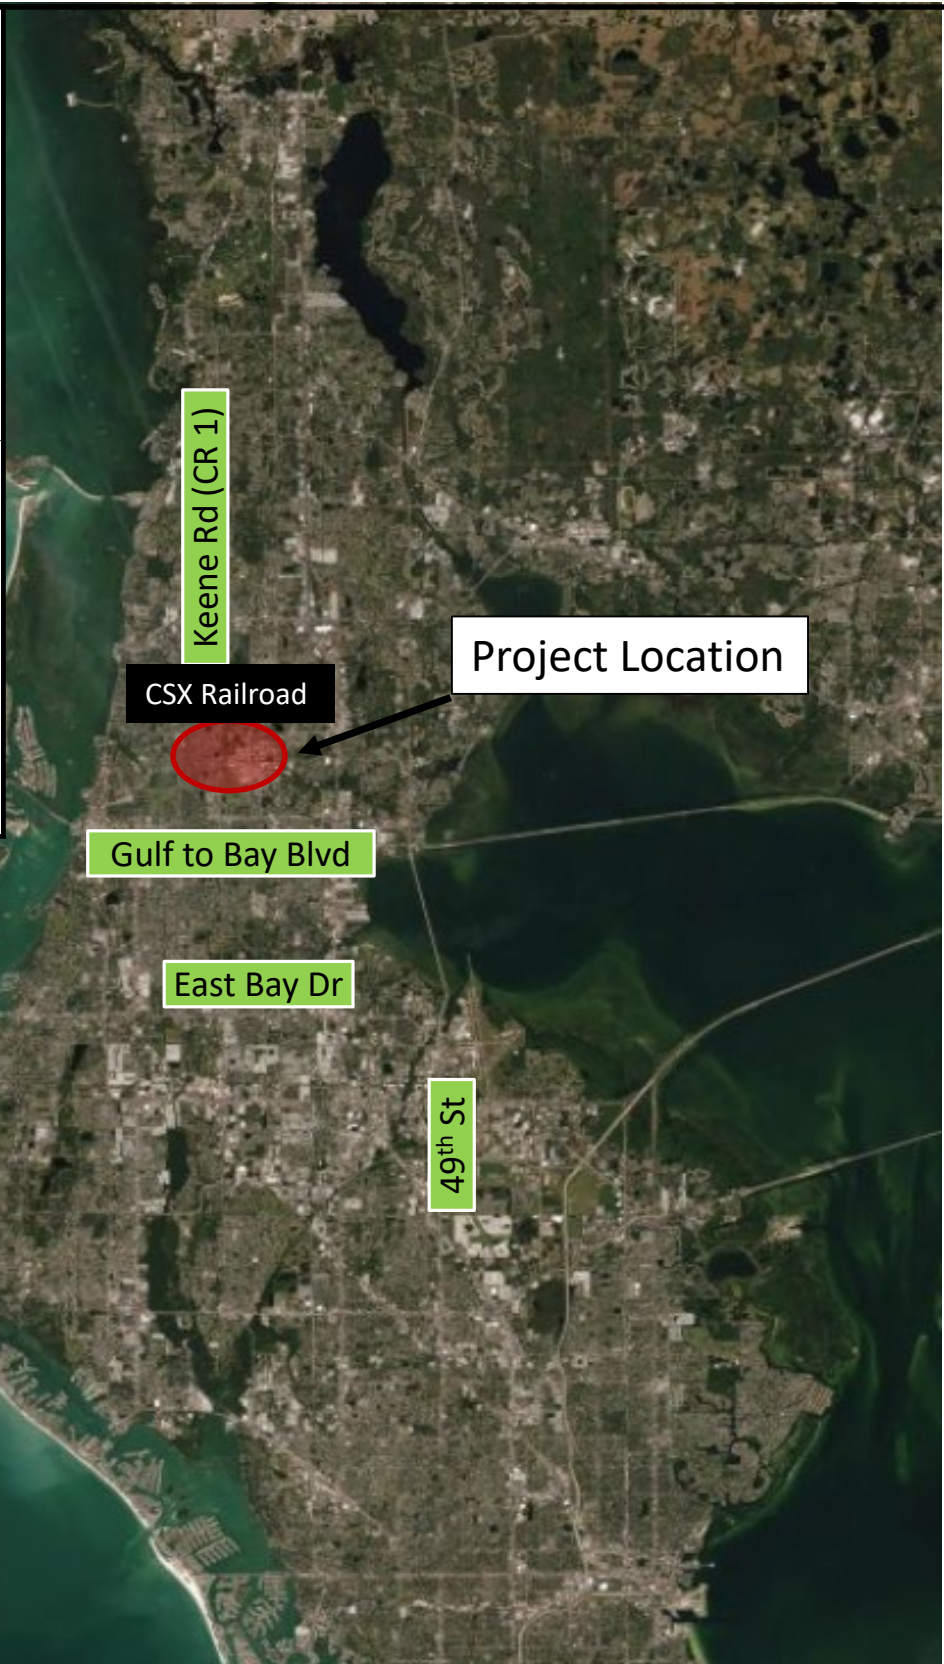 Keene Rd (CR 1)
Project Location
CSX Railroad
Gulf to Bay Blvd
East Bay Dr
49th St